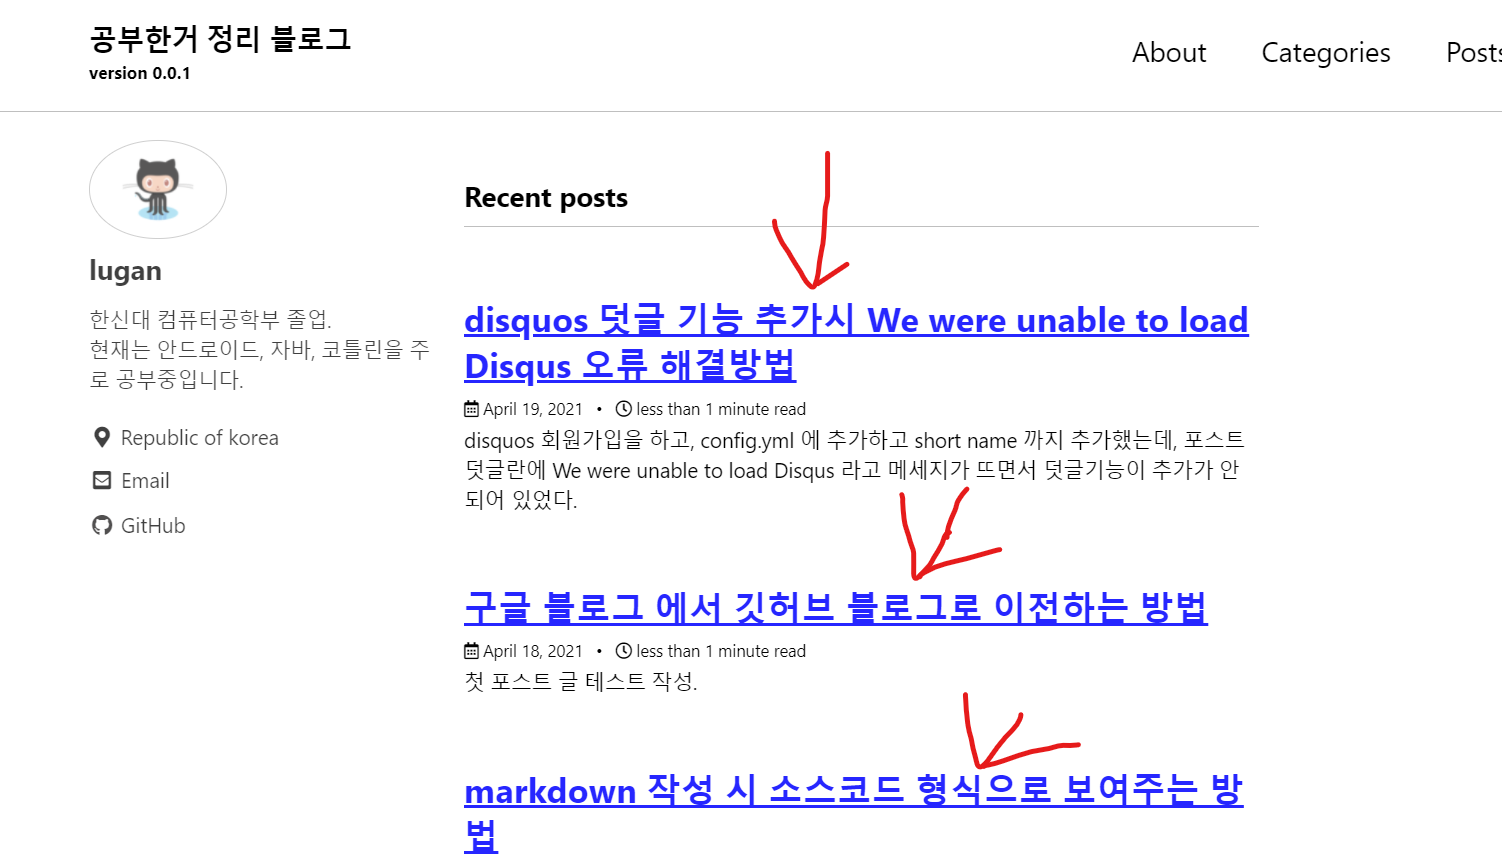 공부한거 정리 블로그
version 0.0.1
About
Categories
Posts
lugan
한신대 컴퓨터공학부 졸업.
현재는 안드로이드, 자바, 코틀린을 주
로 공부중입니다.
Republic of korea
Email
GitHub
Recent posts
disquos 덧글 기능 추가시 We were unable to load
Disqus 오류 해결방법
April 19, 2021 • less than 1 minute read
disquos 회원가입을 하고, config.yml 에 추가하고 short name 까지 추가했는데, 포스트
덧글란에 We were unable to load Disqus 라고 메세지가 뜨면서 덧글기능이 추가가 안
되어 있었다.
구글 블로그 에서 깃허브 블로그로 이전하는 방법
April 18, 2021 • less than 1 minute read
첫 포스트 글 테스트 작성.
markdown 작성 시 소스코드 형식으로 보여주는 방
법